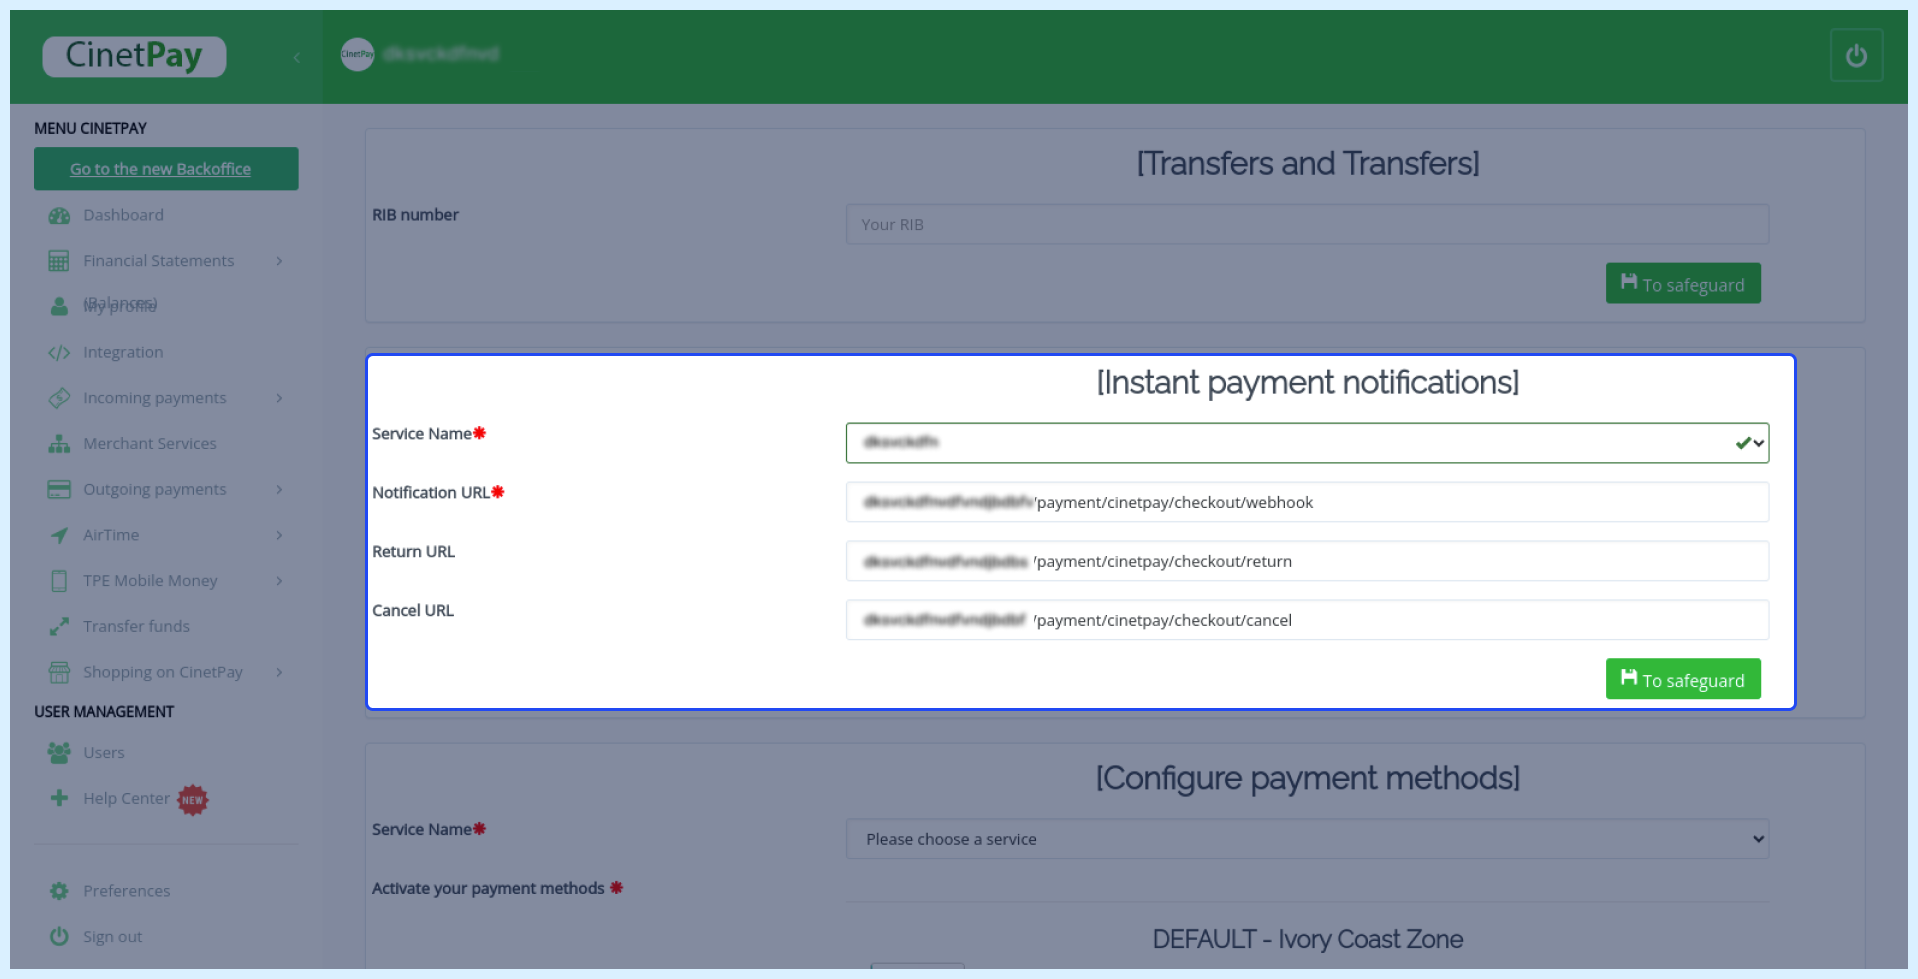 CinetPay
CinetPay
MENU CINETPAY
Go to the new Backoffice
Dashboard
Financial Statements
(Balances)
My profile
Integration
Incoming payments
Merchant Services
Outgoing payments
AirTime
TPE Mobile Money
Transfer funds
Shopping on CinetPay
USER MANAGEMENT
Users
Help Center NEW
Preferences
Sign out
[Transfers and Transfers]
RIB number
Your RIB
To safeguard
[Instant payment notifications]
Service Name*
Notification URL* /payment/cinetpay/checkout/webhook
Return URL /payment/cinetpay/checkout/return
Cancel URL /payment/cinetpay/checkout/cancel
To safeguard
[Configure payment methods]
Service Name* Please choose a service
Activate your payment methods *
DEFAULT - Ivory Coast Zone